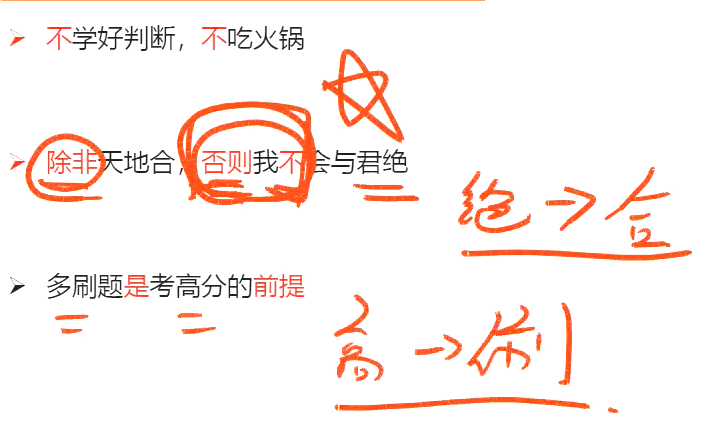 不学好判断，不吃火锅
除非天地合，否则我不会与君绝
绝→合
多刷题是考高分的前提
高→刷